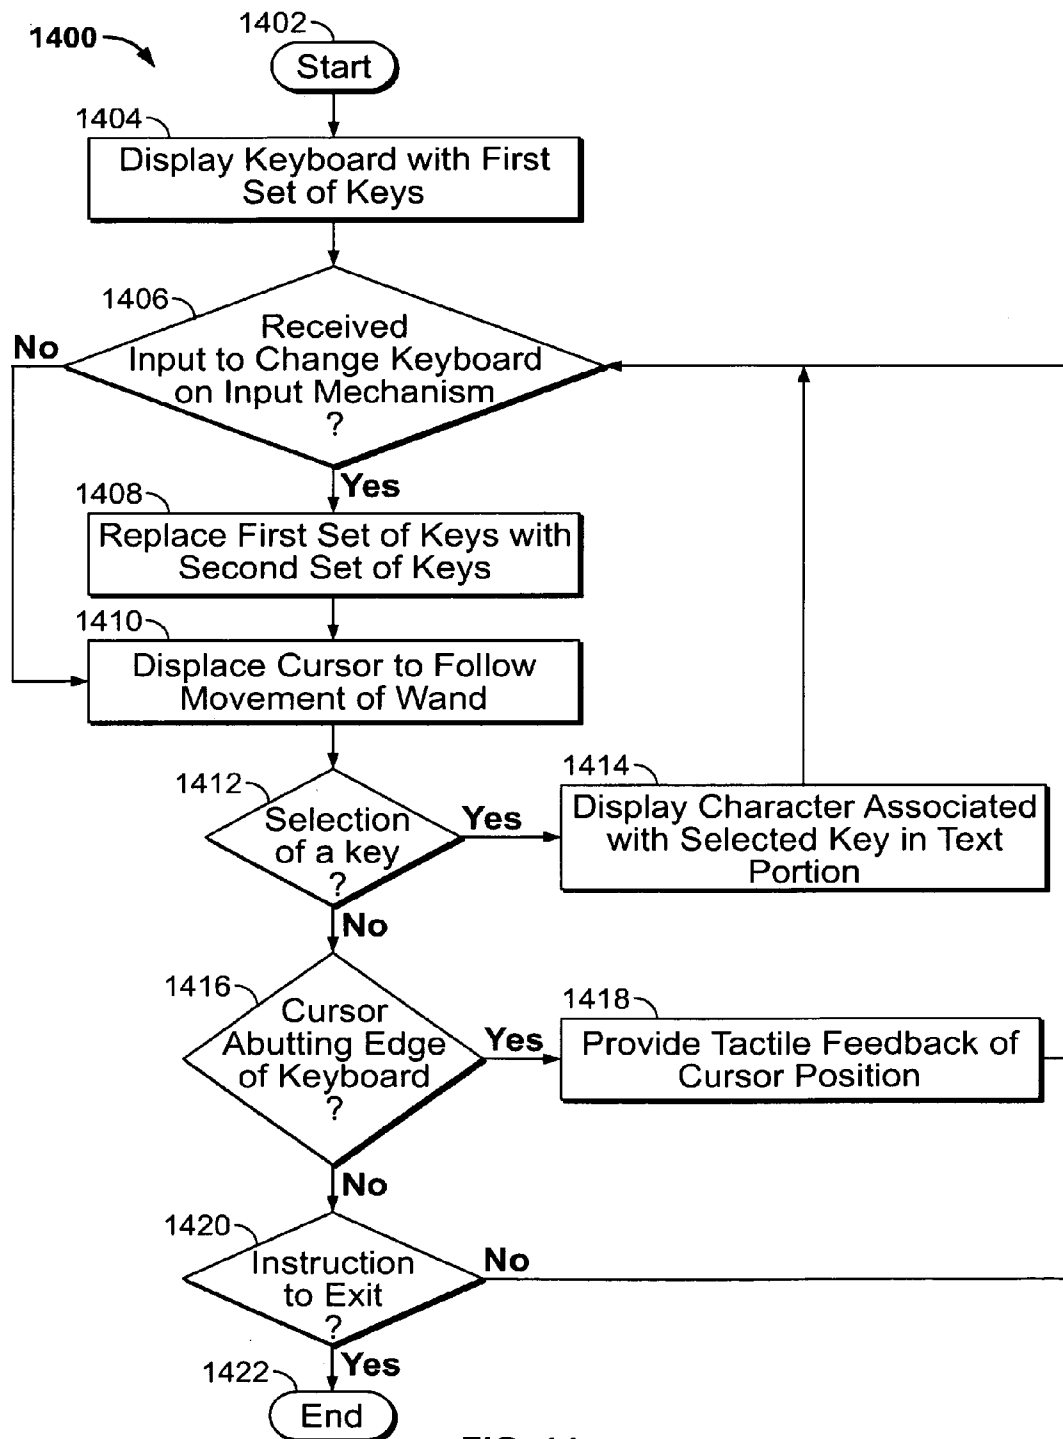 1400
1402
Start
1404
Display Keyboard with First
Set of Keys
1406
Received
Input to Change Keyboard
on Input Mechanism
?
No
Yes
1408
Replace First Set of Keys with
Second Set of Keys
1410
Displace Cursor to Follow
Movement of Wand
1412
Selection
of a key
?
Yes
1414
Display Character Associated
with Selected Key in Text
Portion
No
1416
Cursor
Abutting Edge
of Keyboard
?
Yes
1418
Provide Tactile Feedback of
Cursor Position
No
1420
Instruction
to Exit
?
No
Yes
1422
End